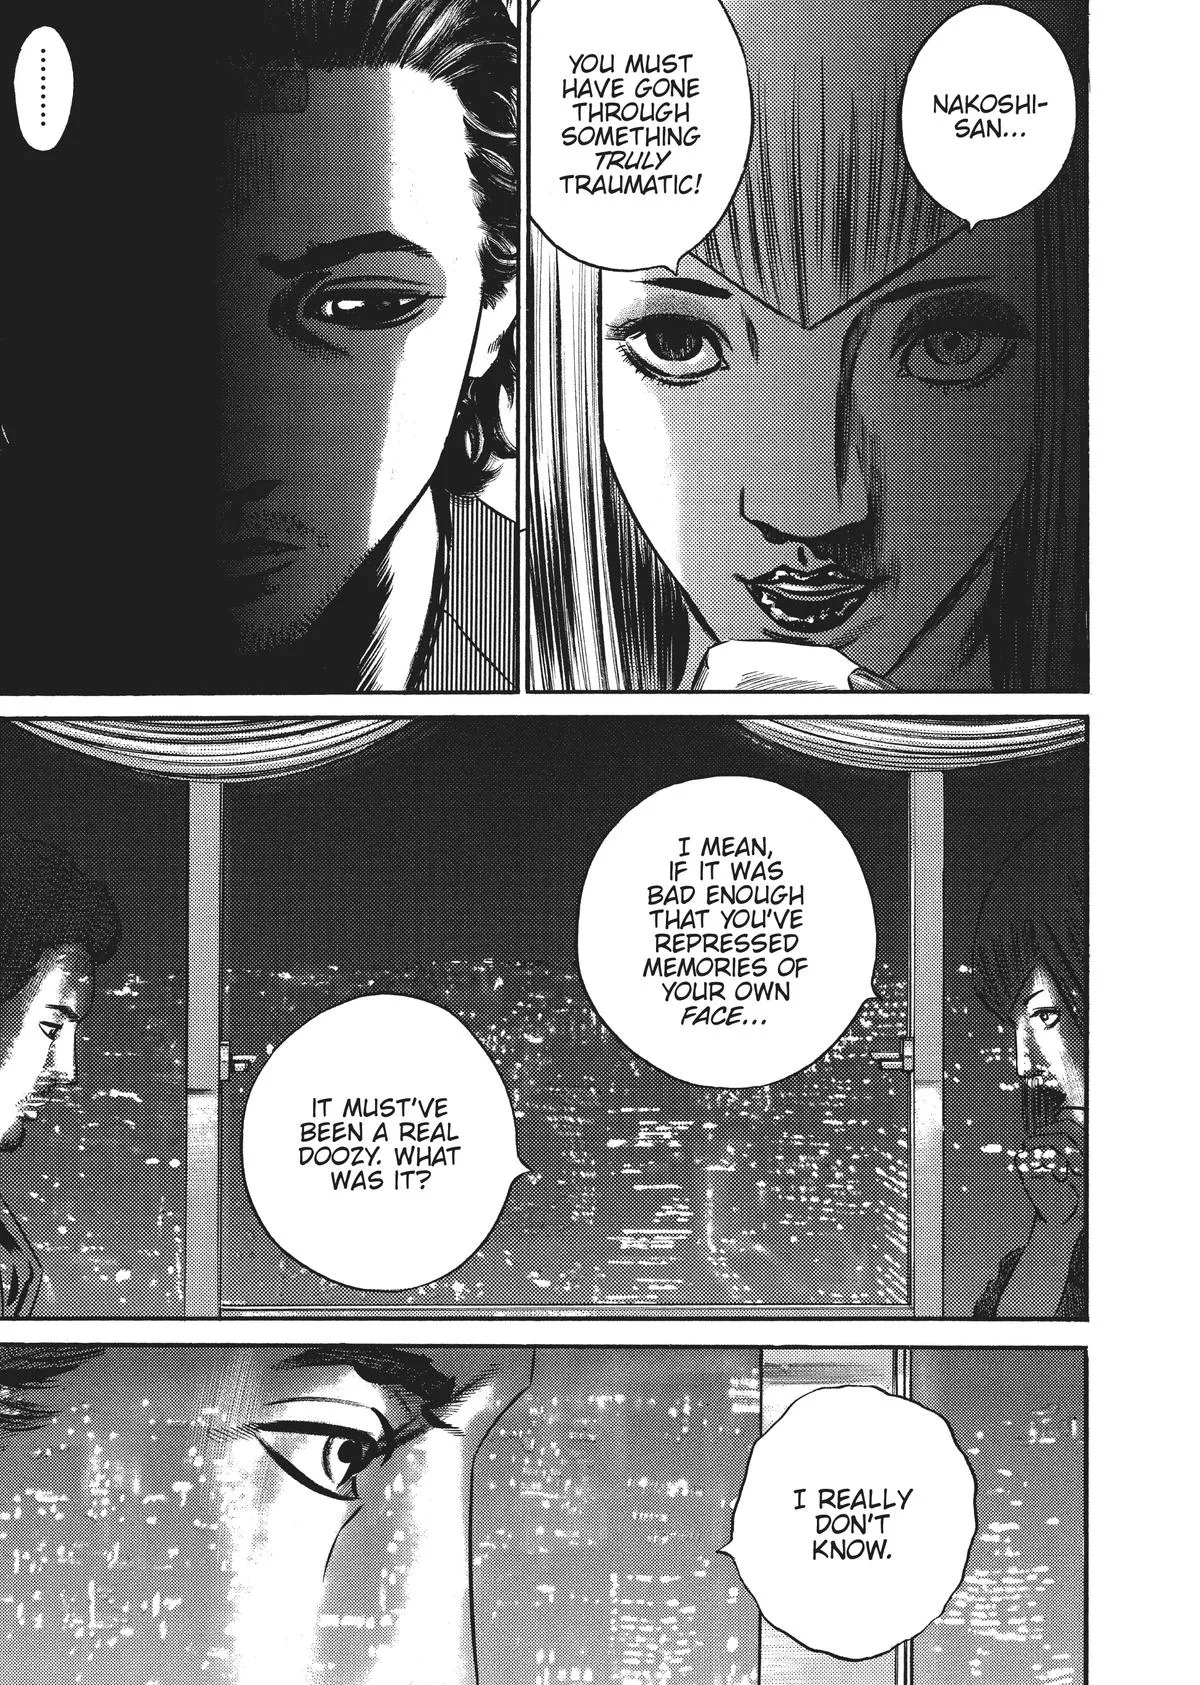 NAKOSHI-
SAN...
YOU MUST
HAVE GONE
THROUGH
SOMETHING
TRULY
TRAUMATIC!
.........
I MEAN,
IF IT WAS
BAD ENOUGH
THAT YOU'VE
REPRESSED
MEMORIES OF
YOUR OWN
FACE...
IT MUST'VE
BEEN A REAL
DOOZY. WHAT
WAS IT?
I REALLY
DON'T
KNOW.